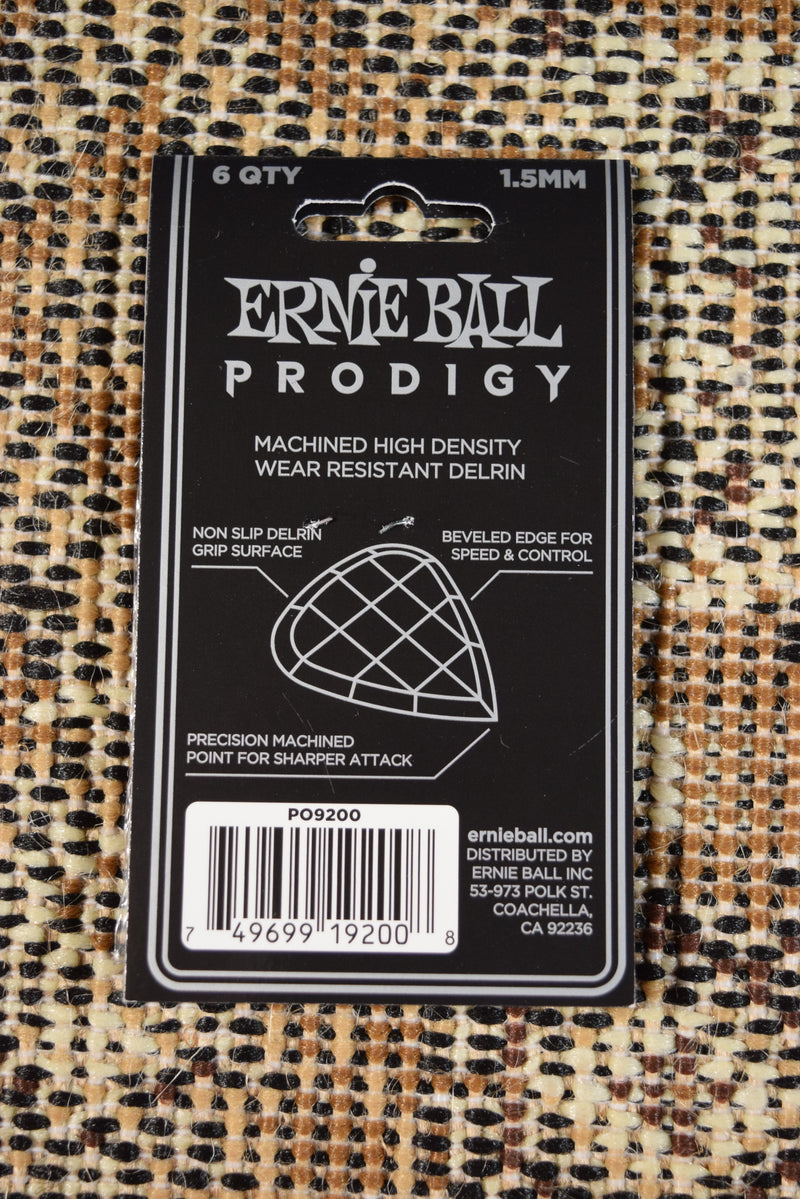 6 QTY
1.5MM
ERNiE BALL
PRODIGY
MACHINED HIGH DENSITY
WEAR RESISTANT DELRIN
NON SLIP DELRIN
GRIP SURFACE
BEVELED EDGE FOR
SPEED & CONTROL
PRECISION MACHINED
POINT FOR SHARPER ATTACK
PO9200
7 49699 19200 8
ernieball.com
DISTRIBUTED BY
ERNIE BALL INC
53-973 POLK ST.
COACHELLA,
CA 92236